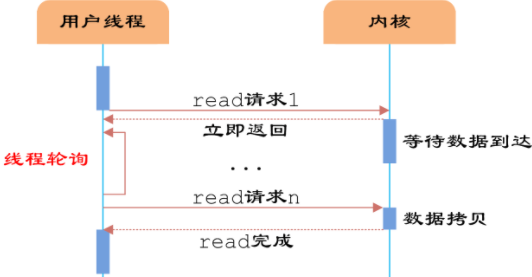 用户线程
内核
read请求1
立即返回
等待数据到达
线程轮询
...
read请求n
数据拷贝
read完成